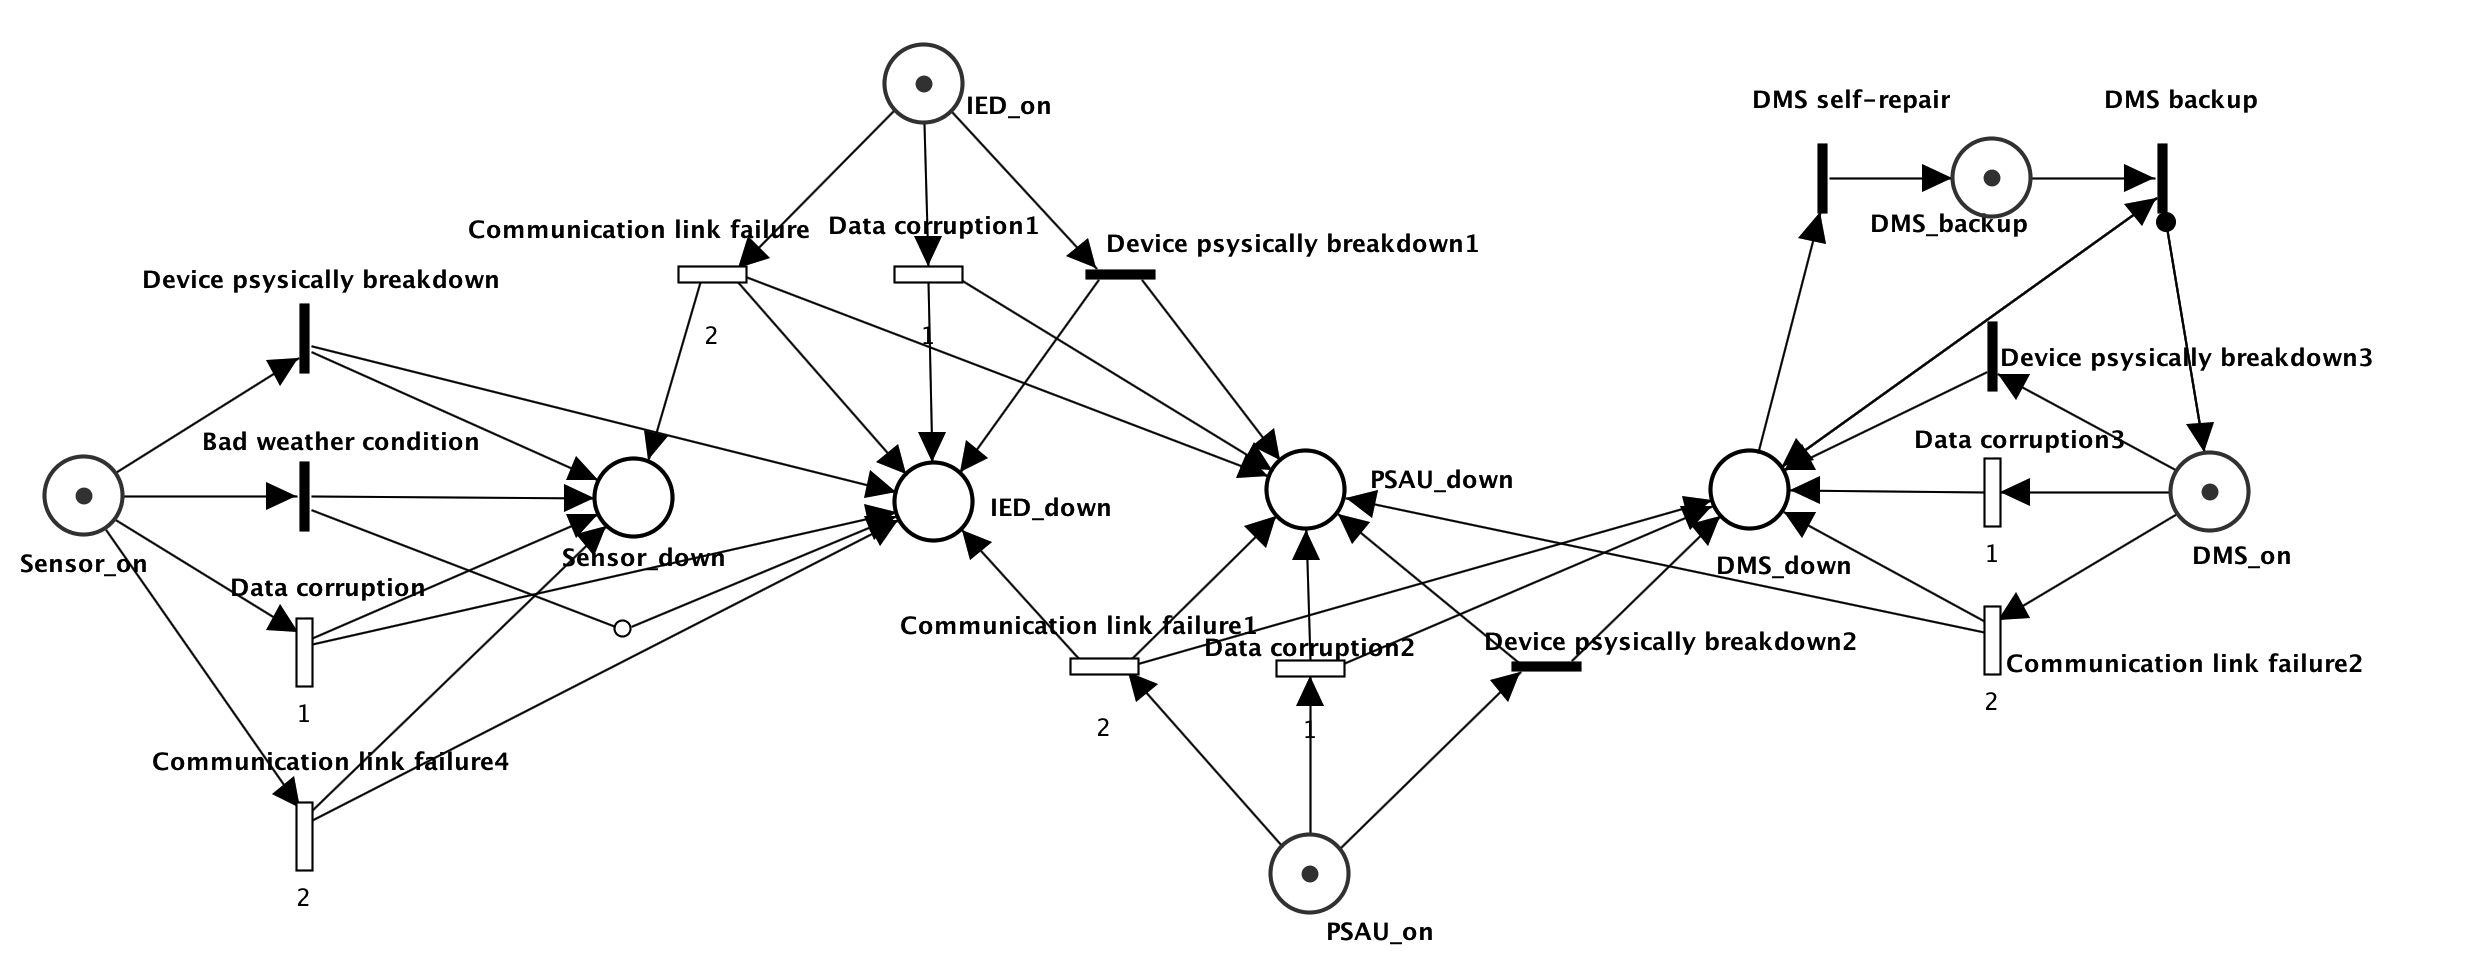 DMS self-repair
DMS backup
IED_on
DMS_backup
Communication link failure
Data corruption1
Device psysically breakdown1
Device psysically breakdown
2
1
Device psysically breakdown3
Bad weather condition
Data corruption3
PSAU_down
IED_down
Sensor_on
Sensor_down
DMS_down
1
DMS_on
Data corruption
Communication link failure1
Data corruption2
Device psysically breakdown2
Communication link failure2
1
2
1
2
Communication link failure4
2
PSAU_on